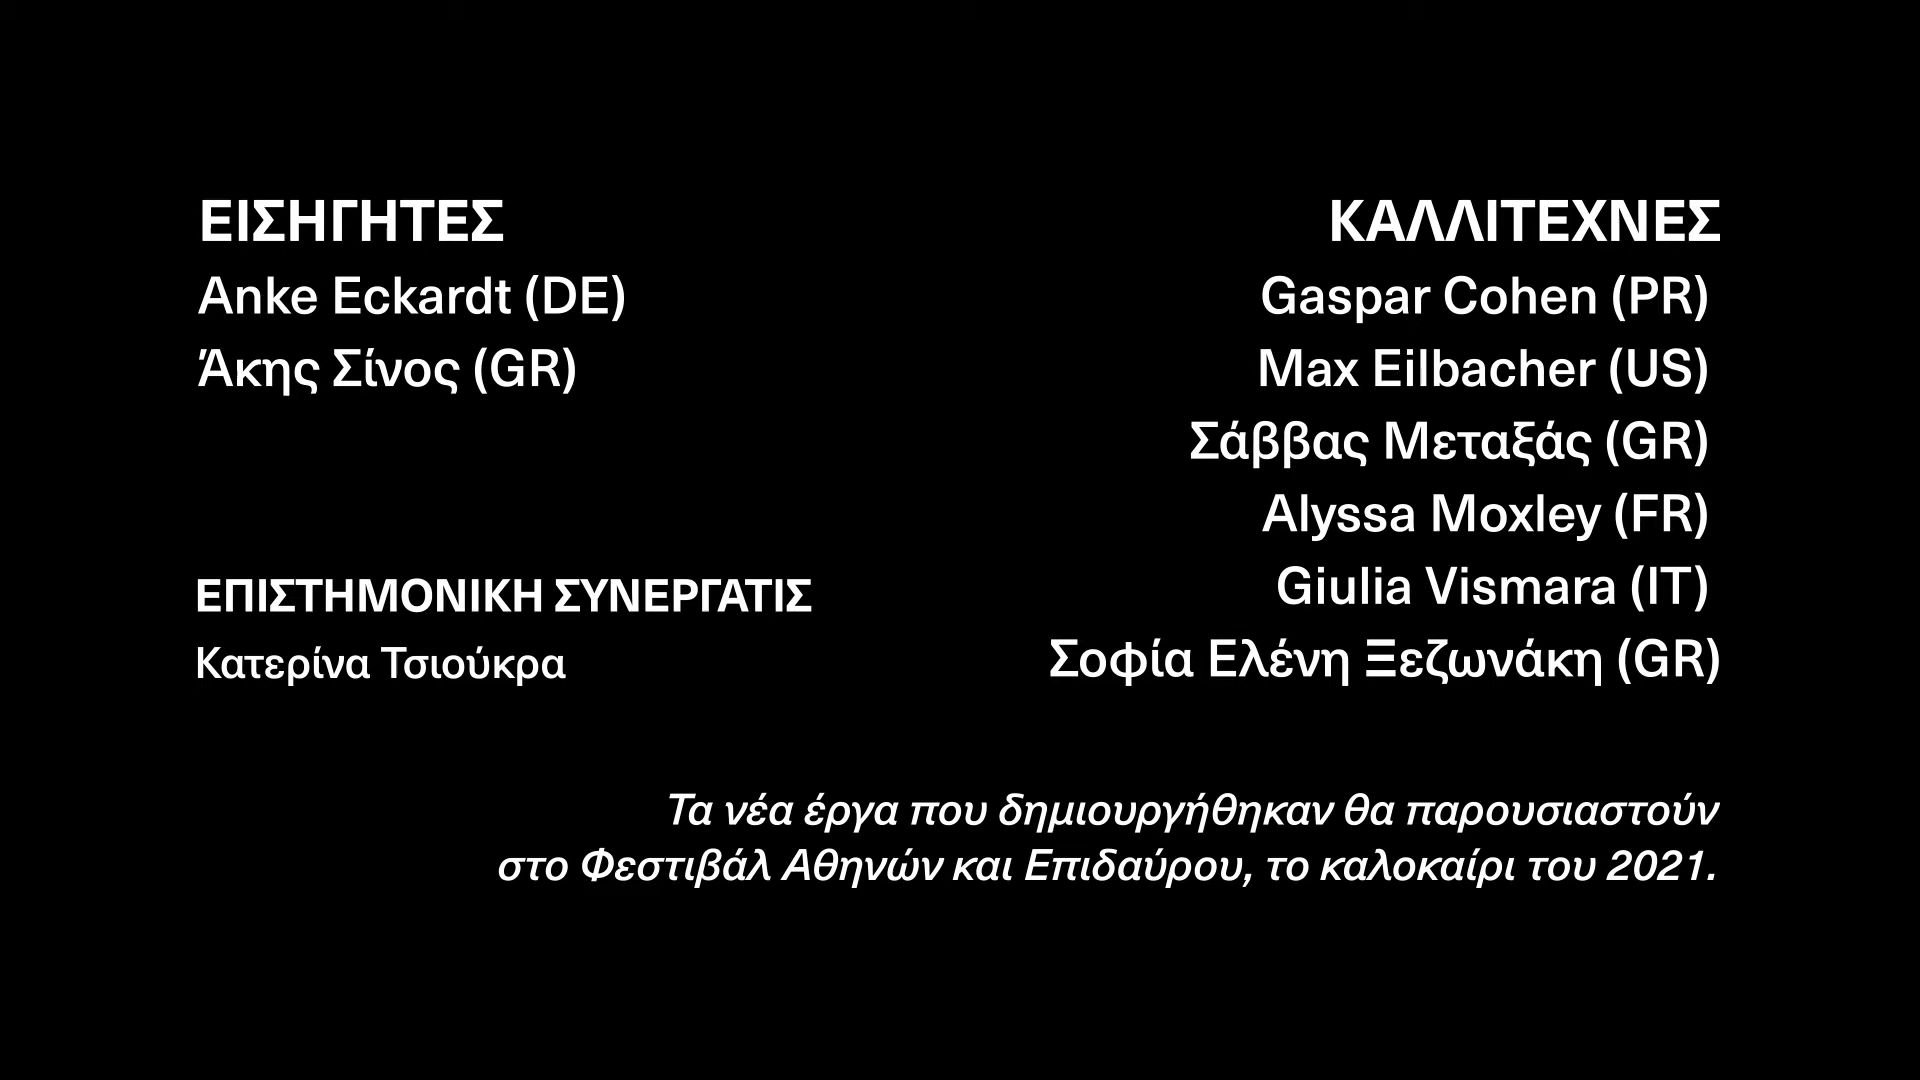 ΕΙΣΗΓΗΤΕΣ
Anke Eckardt (DE)
Άκης Σίνος (GR)
ΕΠΙΣΤΗΜΟΝΙΚΗ ΣΥΝΕΡΓΑΤΙΣ
Κατερίνα Τσιούκρα
ΚΑΛΛΙΤΕΧΝΕΣ
Gaspar Cohen (PR)
Max Eilbacher (US)
Σάββας Μεταξάς (GR)
Alyssa Moxley (FR)
Giulia Vismara (IT)
Σοφία Ελένη Ξεζωνάκη (GR)
Τα νέα έργα που δημιουργήθηκαν θα παρουσιαστούν
στο Φεστιβάλ Αθηνών και Επιδαύρου, το καλοκαίρι του 2021.